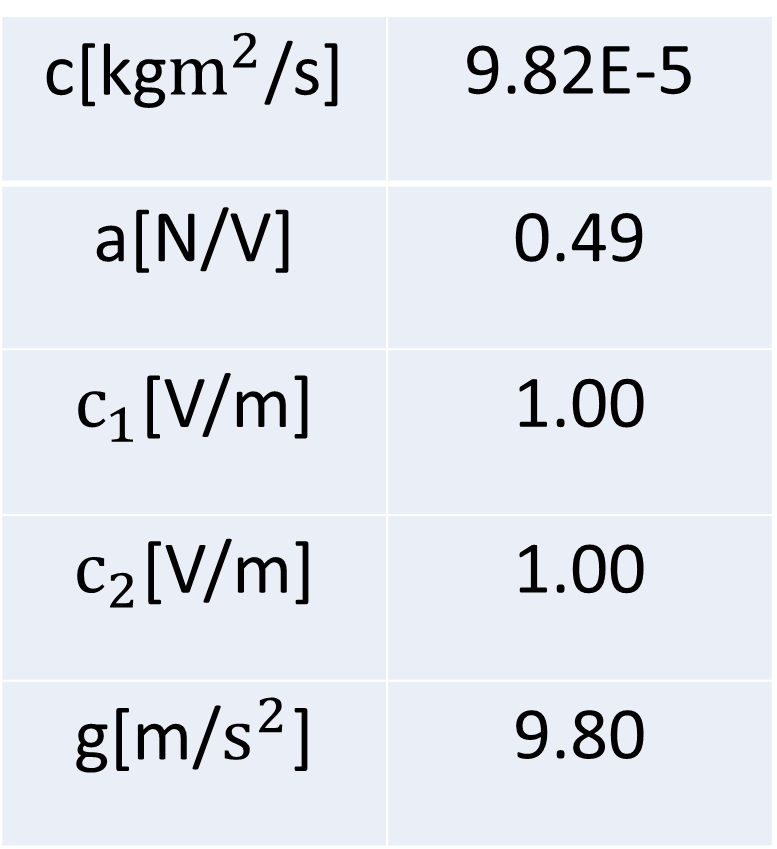 c[kgm²/s] 9.82E-5
a[N/V] 0.49
c₁[V/m] 1.00
c₂[V/m] 1.00
g[m/s²] 9.80